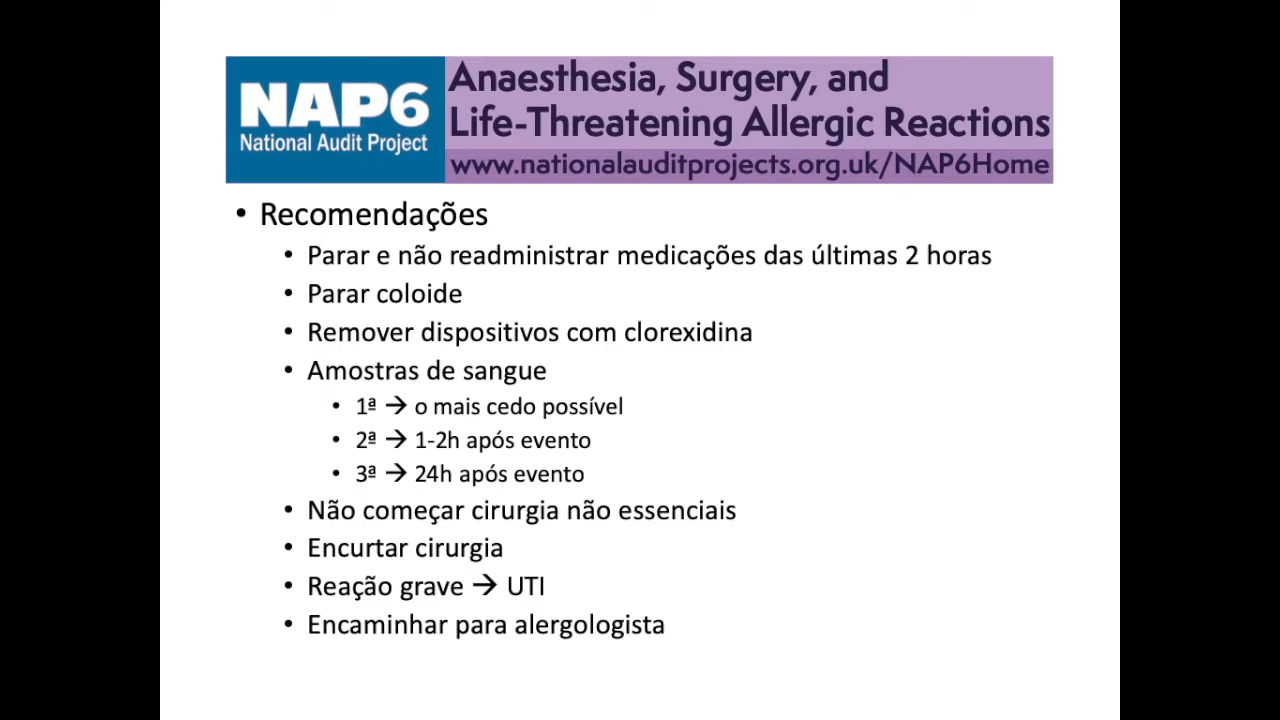 NAP6
National Audit Project
Anaesthesia, Surgery, and
Life-Threatening Allergic Reactions
www.nationalauditprojects.org.uk/NAP6Home
• Recomendações
• Parar e não readministrar medicações das últimas 2 horas
• Parar coloide
• Remover dispositivos com clorexidina
• Amostras de sangue
• 1ª → o mais cedo possível
• 2ª → 1-2h após evento
• 3ª → 24h após evento
• Não começar cirurgia não essenciais
• Encurtar cirurgia
• Reação grave → UTI
• Encaminhar para alergologista